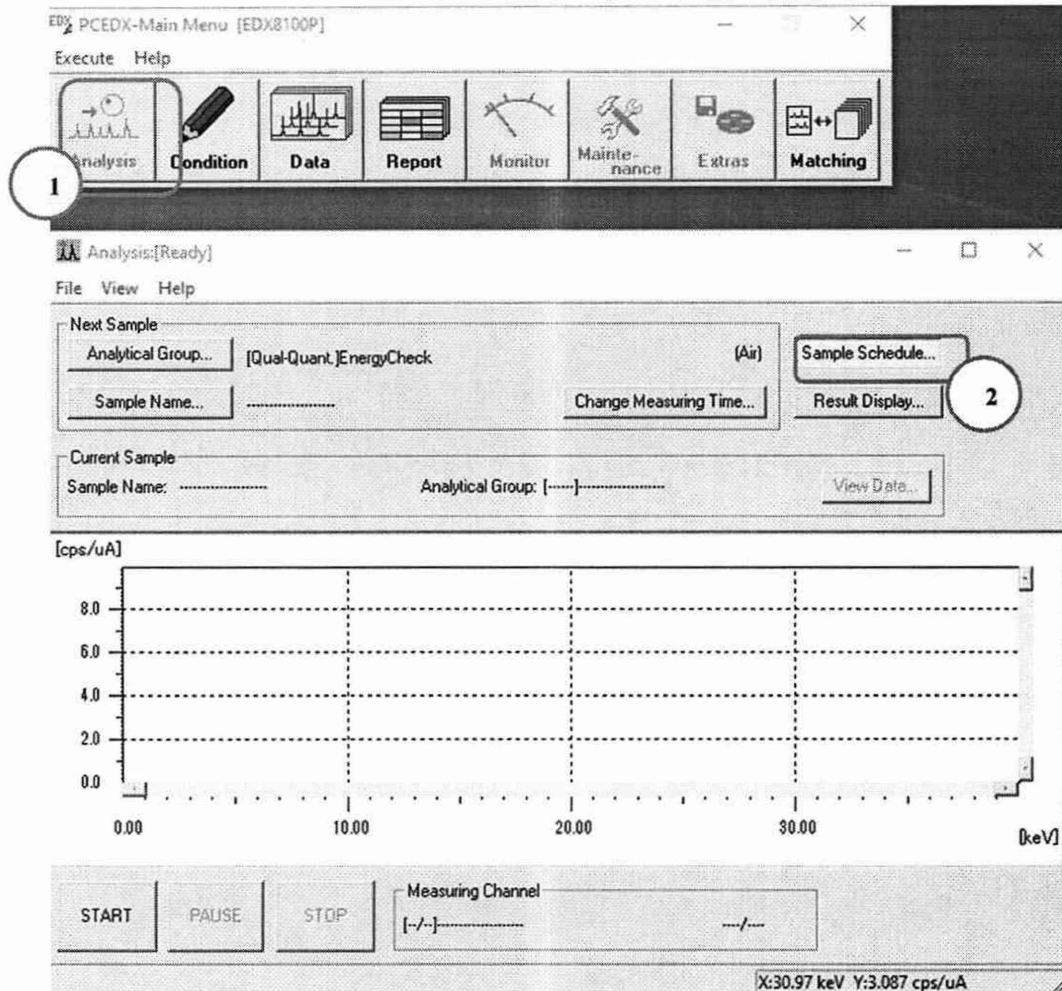 EDX PCEDX-Main Menu [EDX8100P]
Execute Help
Analysis Condition Data Report Monitor Mainte-nance Extras Matching
1
Analysis:[Ready]
File View Help
Next Sample
Analytical Group... [Qual-Quant.]EnergyCheck (Air) Sample Schedule...
Sample Name... ---------------- Change Measuring Time... Result Display... 2
Current Sample
Sample Name: ---------------- Analytical Group: [-----]---------------- View Data...
[cps/uA]
8.0
6.0
4.0
2.0
0.0
0.00 10.00 20.00 30.00 [keV]
START PAUSE STOP Measuring Channel
[--/--]------------------ ----/----
X:30.97 keV Y:3.087 cps/uA